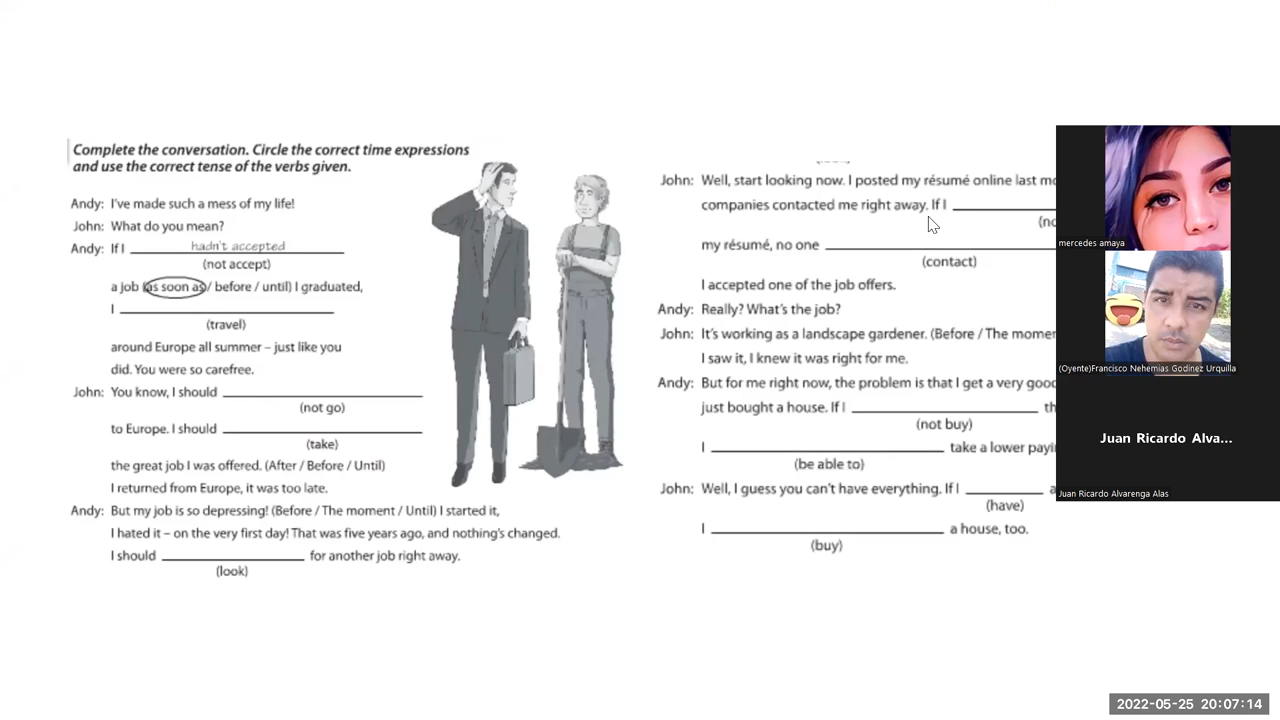 Complete the conversation. Circle the correct time expressions
and use the correct tense of the verbs given.
Andy: I've made such a mess of my life!
John: What do you mean?
Andy: If I hadn't accepted
(not accept)
a job (as soon as / before / until) I graduated,
I
(travel)
around Europe all summer – just like you
did. You were so carefree.
John: You know, I should
(not go)
to Europe. I should
(take)
the great job I was offered. (After / Before / Until)
I returned from Europe, it was too late.
Andy: But my job is so depressing! (Before / The moment / Until) I started it,
I hated it – on the very first day! That was five years ago, and nothing's changed.
I should for another job right away.
(look)
John: Well, start looking now. I posted my résumé online last
companies contacted me right away. If I
my résumé, no one
(contact)
I accepted one of the job offers.
Andy: Really? What's the job?
John: It's working as a landscape gardener. (Before / The
I saw it, I knew it was right for me.
Andy: But for me right now, the problem is that I get a very
just bought a house. If I
(not buy)
I take a lower
(be able to)
John: Well, I guess you can't have everything. If I
(have)
I a house, too.
(buy)
mercedes amaya
(Oyente)Francisco Nehemias Godinez Urquilla
Juan Ricardo Alva...
Juan Ricardo Alvarenga Alas
2022-05-25 20:07:14